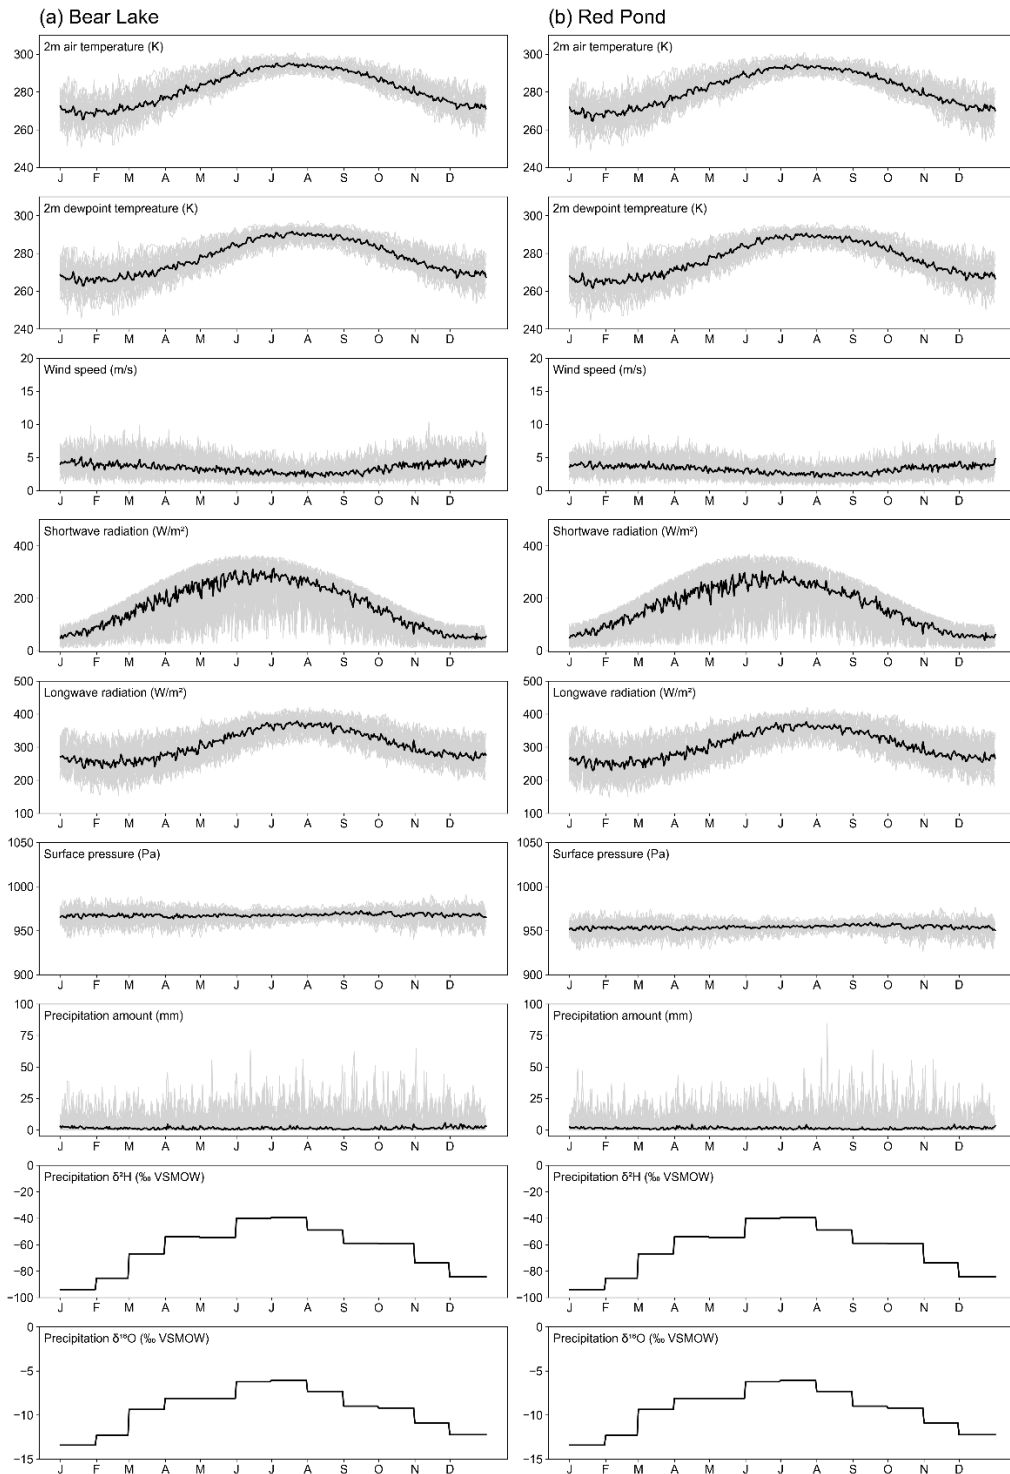 (a) Bear Lake
2m air temperature (K)
300
280
260
240
J F M A M J J A S O N D
2m dewpoint tempreature (K)
300
280
260
240
J F M A M J J A S O N D
Wind speed (m/s)
20
15
10
5
0
J F M A M J J A S O N D
Shortwave radiation (W/m²)
400
200
0
J F M A M J J A S O N D
Longwave radiation (W/m²)
500
400
300
200
100
J F M A M J J A S O N D
Surface pressure (Pa)
1050
1000
950
900
J F M A M J J A S O N D
Precipitation amount (mm)
100
75
50
25
0
J F M A M J J A S O N D
Precipitation δ²H (‰ VSMOW)
0
−20
−40
−60
−80
−100
J F M A M J J A S O N D
Precipitation δ¹⁸O (‰ VSMOW)
0
−5
−10
−15
J F M A M J J A S O N D
(b) Red Pond
2m air temperature (K)
300
280
260
240
J F M A M J J A S O N D
2m dewpoint tempreature (K)
300
280
260
240
J F M A M J J A S O N D
Wind speed (m/s)
20
15
10
5
0
J F M A M J J A S O N D
Shortwave radiation (W/m²)
400
200
0
J F M A M J J A S O N D
Longwave radiation (W/m²)
500
400
300
200
100
J F M A M J J A S O N D
Surface pressure (Pa)
1050
1000
950
900
J F M A M J J A S O N D
Precipitation amount (mm)
100
75
50
25
0
J F M A M J J A S O N D
Precipitation δ²H (‰ VSMOW)
0
−20
−40
−60
−80
−100
J F M A M J J A S O N D
Precipitation δ¹⁸O (‰ VSMOW)
0
−5
−10
−15
J F M A M J J A S O N D